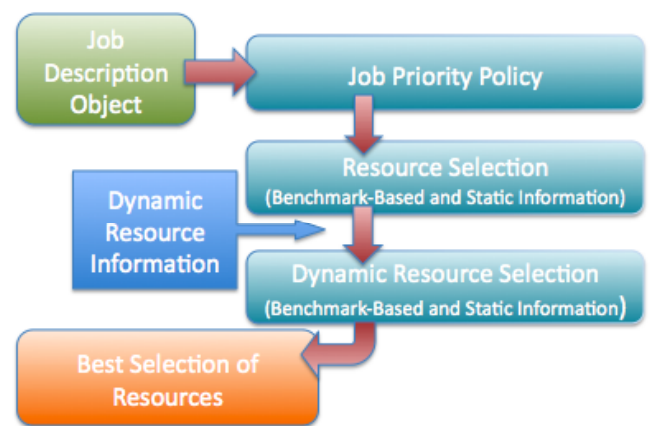 Job
Description
Object
Job Priority Policy
Resource Selection
(Benchmark-Based and Static Information)
Dynamic
Resource
Information
Dynamic Resource Selection
(Benchmark-Based and Static Information)
Best Selection of
Resources